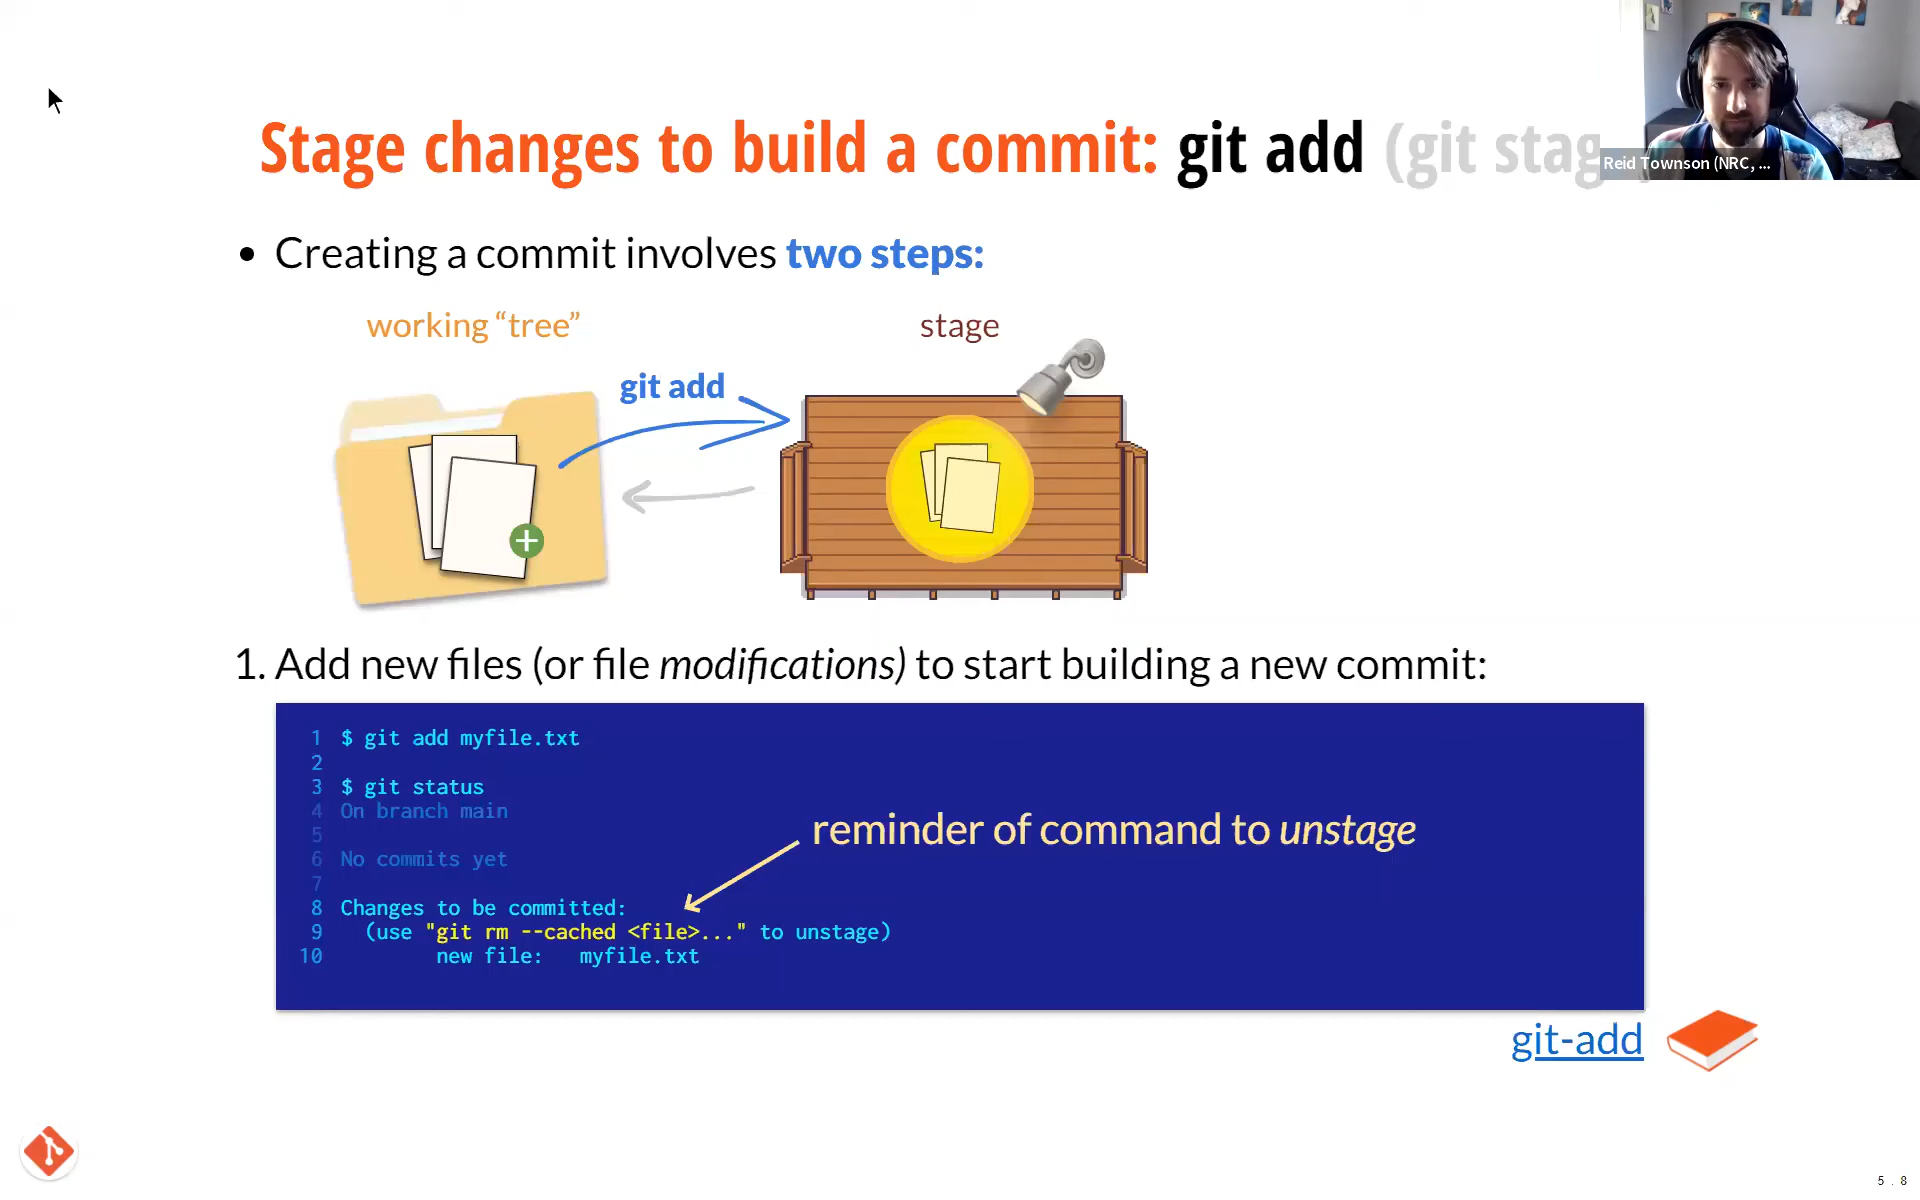 Stage changes to build a commit: git add (git stag
Reid Townson (NRC, ...
• Creating a commit involves two steps:
working “tree”
stage
git add
1. Add new files (or file modifications) to start building a new commit:
1 $ git add myfile.txt
2
3 $ git status
4 On branch main
5
reminder of command to unstage
6 No commits yet
7
8 Changes to be committed:
9 (use "git rm --cached <file>..." to unstage)
10 new file: myfile.txt
git-add
5 . 8